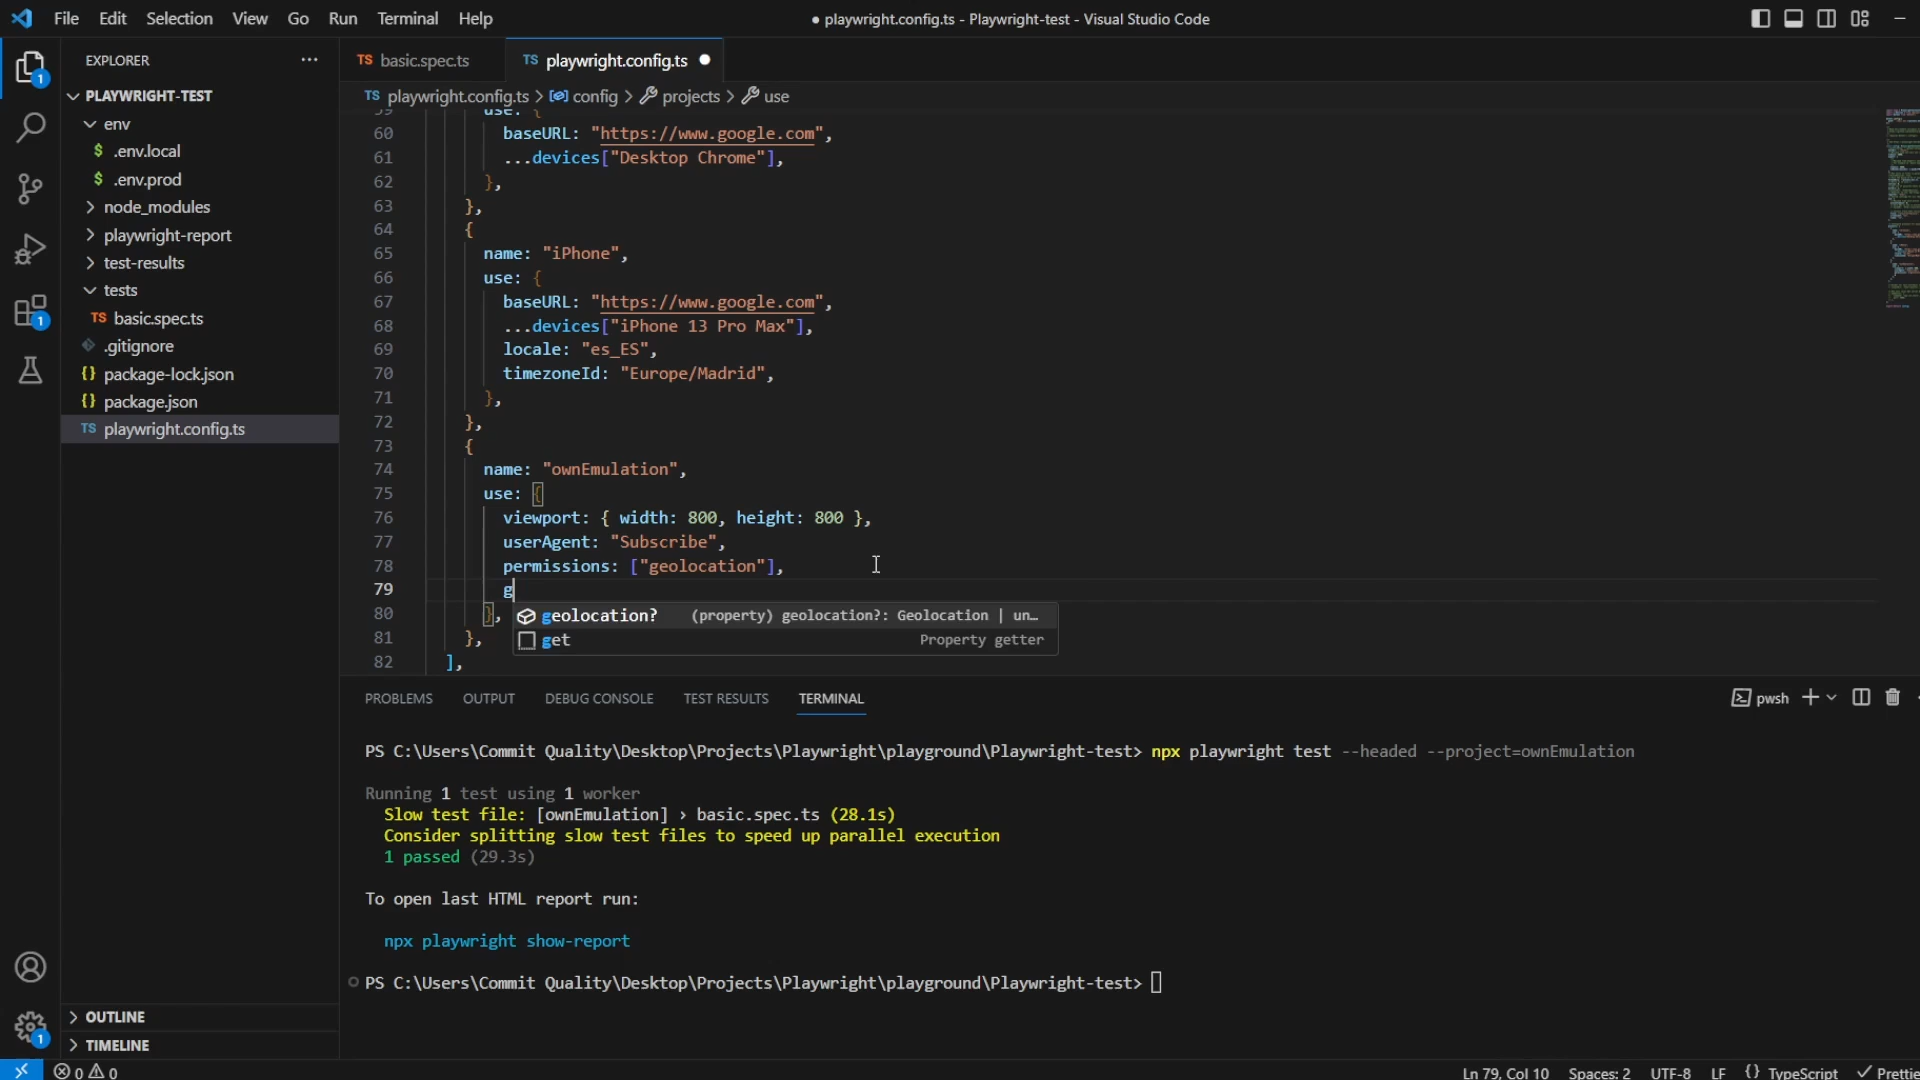 File Edit Selection View Go Run Terminal Help
● playwright.config.ts - Playwright-test - Visual Studio Code
EXPLORER
PLAYWRIGHT-TEST
env
$ .env.local
$ .env.prod
node_modules
playwright-report
test-results
tests
TS basic.spec.ts
.gitignore
{} package-lock.json
{} package.json
TS playwright.config.ts
OUTLINE
TIMELINE
1
1
1
TS basic.spec.ts
TS playwright.config.ts ●
TS playwright.config.ts > config > projects > use
59 use: {
60 baseURL: "https://www.google.com",
61 ...devices["Desktop Chrome"],
62 },
63 },
64 {
65 name: "iPhone",
66 use: {
67 baseURL: "https://www.google.com",
68 ...devices["iPhone 13 Pro Max"],
69 locale: "es_ES",
70 timezoneId: "Europe/Madrid",
71 },
72 },
73 {
74 name: "ownEmulation",
75 use: {
76 viewport: { width: 800, height: 800 },
77 userAgent: "Subscribe",
78 permissions: ["geolocation"],
79 g
80 },
81 },
82 ],
geolocation? (property) geolocation?: Geolocation | un…
get Property getter
PROBLEMS OUTPUT DEBUG CONSOLE TEST RESULTS TERMINAL
pwsh
PS C:\Users\Commit Quality\Desktop\Projects\Playwright\playground\Playwright-test> npx playwright test --headed --project=ownEmulation
Running 1 test using 1 worker
Slow test file: [ownEmulation] › basic.spec.ts (28.1s)
Consider splitting slow test files to speed up parallel execution
1 passed (29.3s)
To open last HTML report run:
npx playwright show-report
PS C:\Users\Commit Quality\Desktop\Projects\Playwright\playground\Playwright-test>
0 0
Ln 79, Col 10 Spaces: 2 UTF-8 LF {} TypeScript